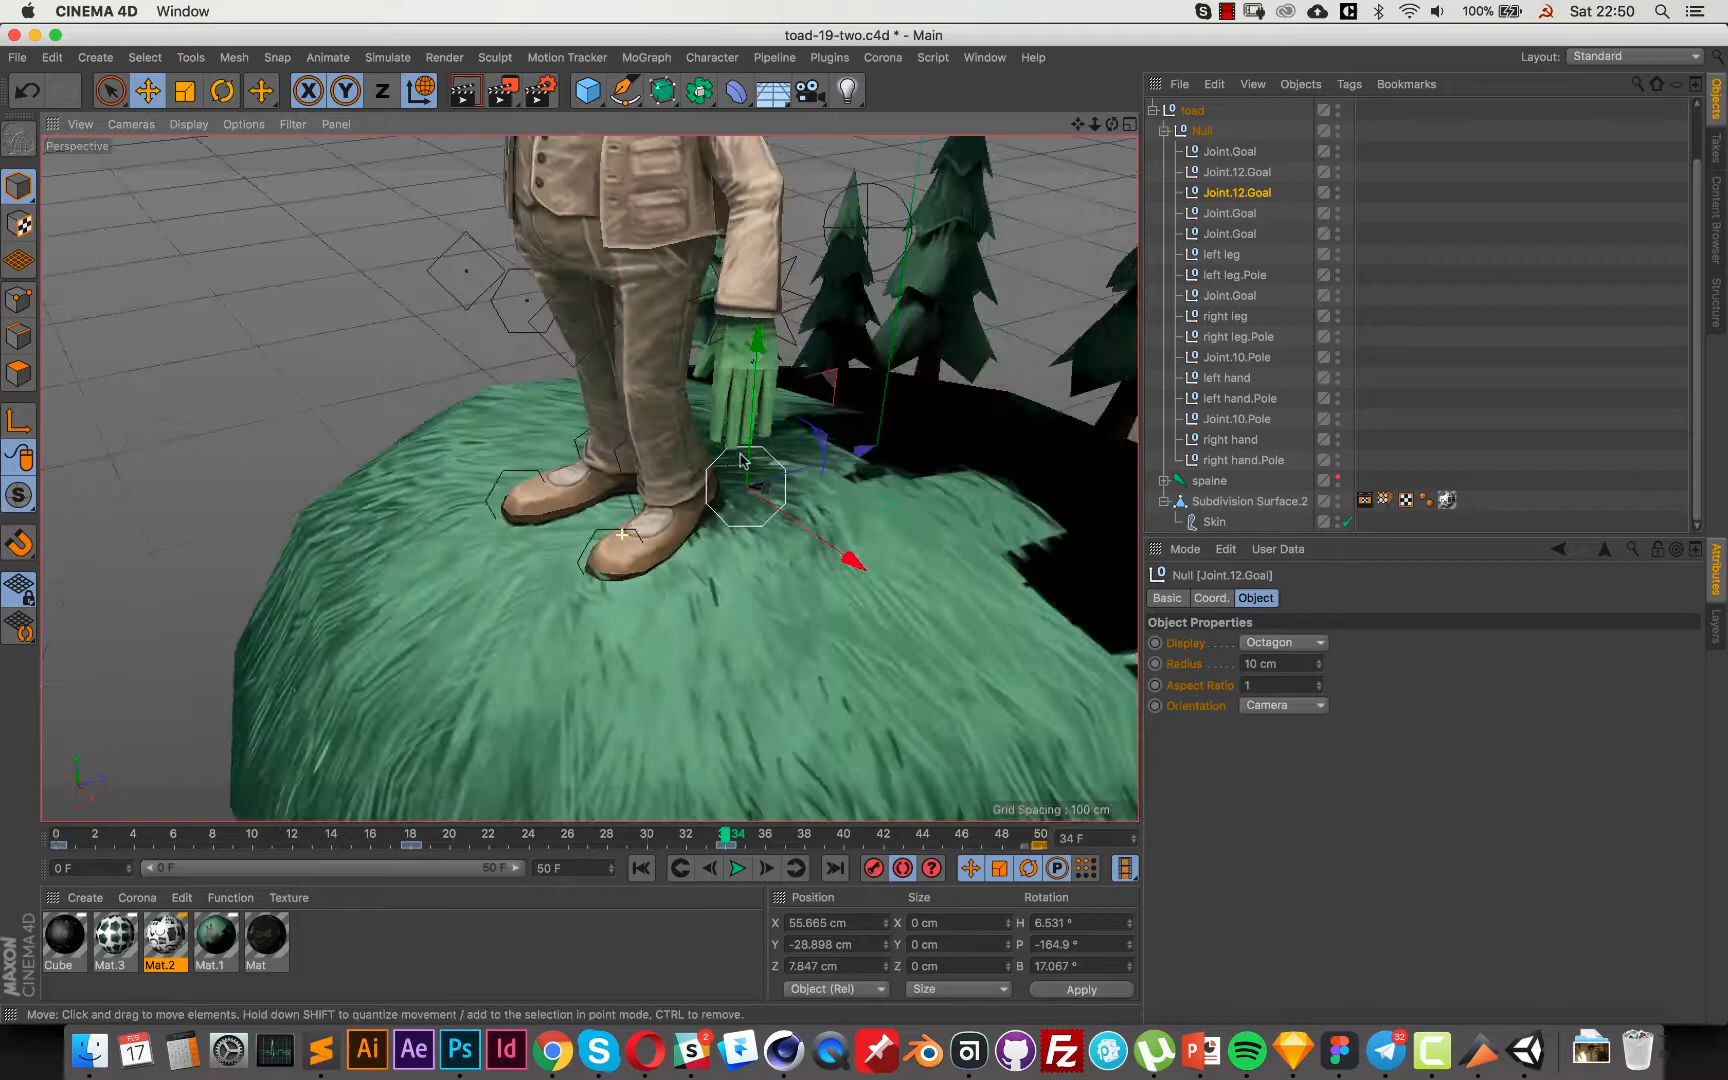 CINEMA 4D Window
100% Sat 22:50
toad-19-two.c4d * - Main
File Edit Create Select Tools Mesh Snap Animate Simulate Render Sculpt Motion Tracker MoGraph Character Pipeline Plugins Corona Script Window Help
Layout: Standard
X Y Z
File Edit View Objects Tags Bookmarks
View Cameras Display Options Filter Panel
Perspective
toad
Null
Joint.Goal
Joint.12.Goal
Joint.12.Goal
Joint.Goal
Joint.Goal
left leg
left leg.Pole
Joint.Goal
right leg
right leg.Pole
Joint.10.Pole
left hand
left hand.Pole
Joint.10.Pole
right hand
right hand.Pole
spaine
Subdivision Surface.2
Skin
Objects
Takes
Content Browser
Structure
Mode Edit User Data
Null [Joint.12.Goal]
Basic Coord. Object
Object Properties
Display Octagon
Radius 10 cm
Aspect Ratio 1
Orientation Camera
Attributes
Layers
Grid Spacing : 100 cm
0 2 4 6 8 10 12 14 16 18 20 22 24 26 28 30 32 34 36 38 40 42 44 46 48 50 34 F
0 F 0 F 50 F 50 F
Create Corona Edit Function Texture
Cube Mat.3 Mat.2 Mat.1 Mat
Position Size Rotation
X 55.665 cm X 0 cm H 6.531 °
Y -28.898 cm Y 0 cm P -164.9 °
Z 7.847 cm Z 0 cm B 17.067 °
Object (Rel) Size Apply
MAXON CINEMA 4D
Move: Click and drag to move elements. Hold down SHIFT to quantize movement / add to the selection in point mode, CTRL to remove.
FEB 17 Ai Ae Ps Id 2 32